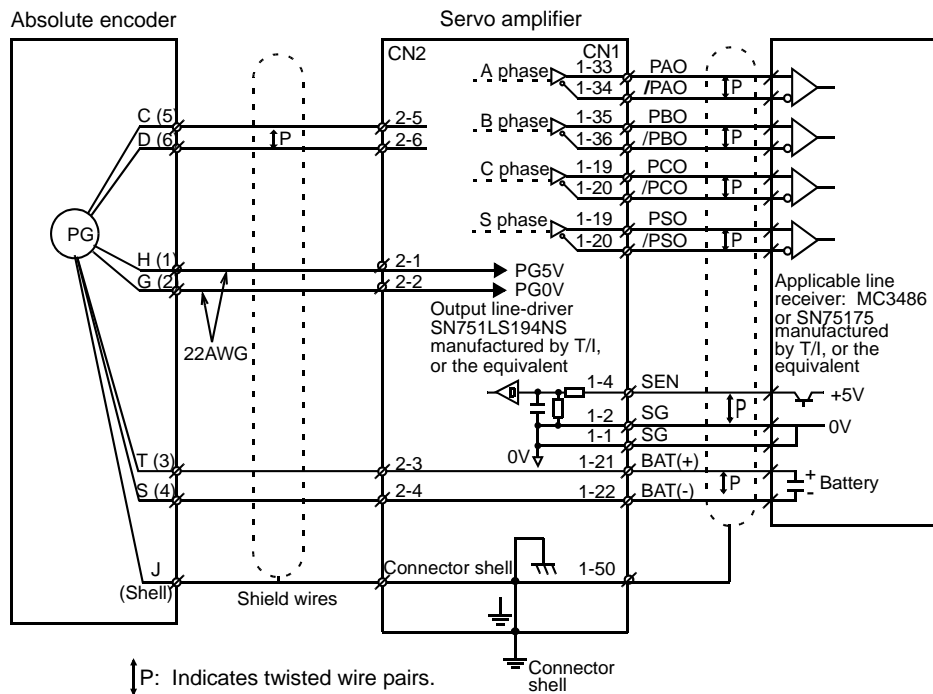 Absolute encoder
Servo amplifier
CN2
CN1
A phase
1-33
PAO
1-34
/PAO
P
B phase
1-35
PBO
1-36
/PBO
P
C phase
1-19
PCO
1-20
/PCO
P
S phase
1-19
PSO
1-20
/PSO
P
C (5)
2-5
D (6)
P
2-6
PG
H (1)
2-1
PG5V
G (2)
2-2
PG0V
22AWG
Output line-driver
SN751LS194NS
manufactured by T/I,
or the equivalent
Applicable line
receiver: MC3486
or SN75175
manufactured
by T/I, or the
equivalent
1-4
SEN
+5V
P
1-2
SG
0V
1-1
SG
0V
T (3)
2-3
1-21
BAT(+)
S (4)
2-4
1-22
BAT(-)
P
+
-
Battery
J
(Shell)
Shield wires
Connector shell
1-50
Connector
shell
P: Indicates twisted wire pairs.